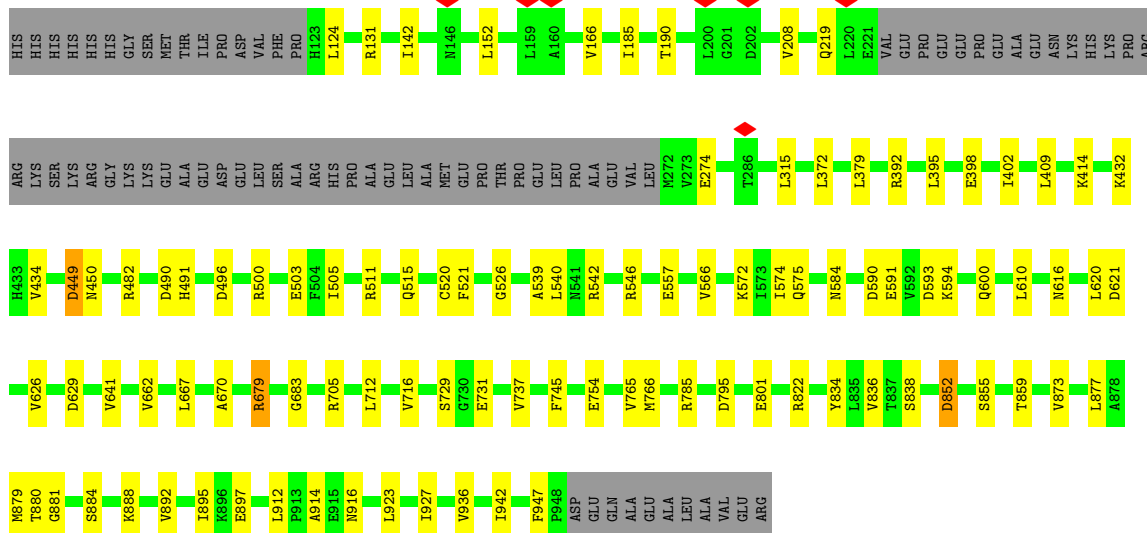 HIS HIS HIS HIS HIS HIS GLY SER MET THR ILE PRO ASP VAL PHE PRO H123 L124 R131 I142 N146 L152 L159 A160 V166 I185 T190 L200 G201 D202 V208 Q219 L220 E221 VAL GLU PRO GLU GLU PRO GLU ALA GLU ASN LYS HIS LYS PRO ARG
ARG LYS SER LYS ARG GLY LYS LYS GLU ALA GLU ASP GLU LEU SER ALA ARG HIS PRO ALA GLU LEU ALA MET GLU PRO THR PRO GLU LEU PRO ALA GLU VAL LEU M272 V273 E274 T286 L315 L372 L379 R392 L395 E398 I402 L409 K414 K432
H433 V434 D449 N450 R482 D490 H491 D496 R500 E503 F504 I505 R511 Q515 C520 F521 G526 A539 L540 N541 R542 R546 E557 V566 K572 I573 I574 Q575 N584 D590 E591 V592 D593 K594 Q600 L610 N616 L620 D621
V626 D629 V641 V662 L667 A670 R679 G683 R705 L712 V716 S729 G730 E731 V737 F745 E754 V765 M766 R785 D795 E801 R822 Y834 L835 V836 T837 S838 D852 S855 T859 V873 L877 A878
M879 T880 G881 S884 K888 V892 I895 K896 E897 L912 P913 A914 E915 N916 L923 I927 V936 I942 F947 P948 ASP GLU GLN ALA GLU ALA LEU ALA VAL GLU ARG